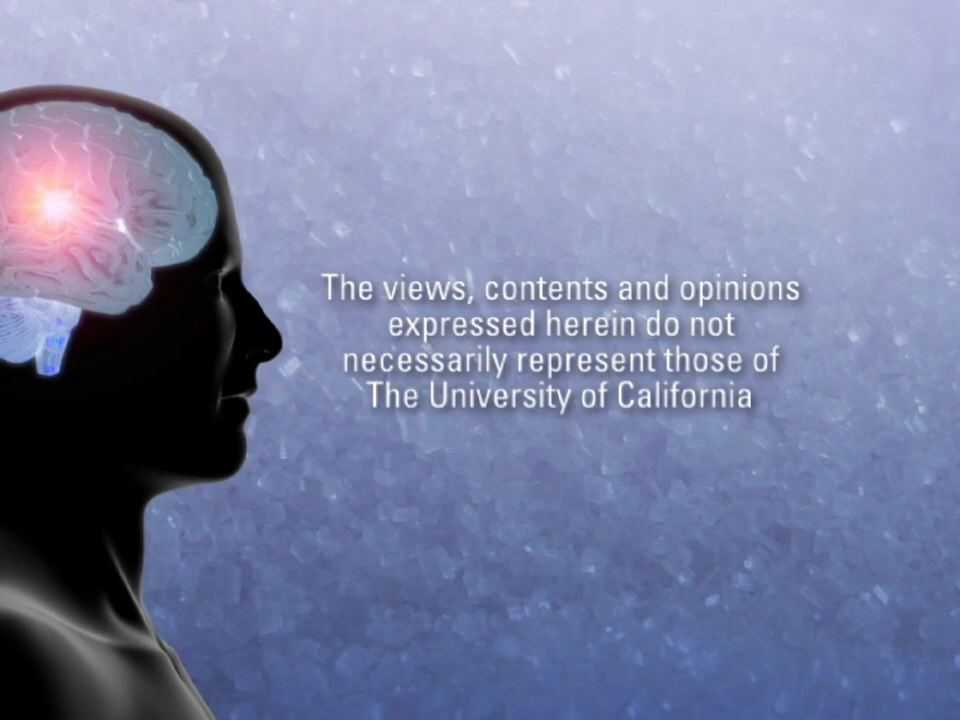 The views, contents and opinions
expressed herein do not
necessarily represent those of
The University of California